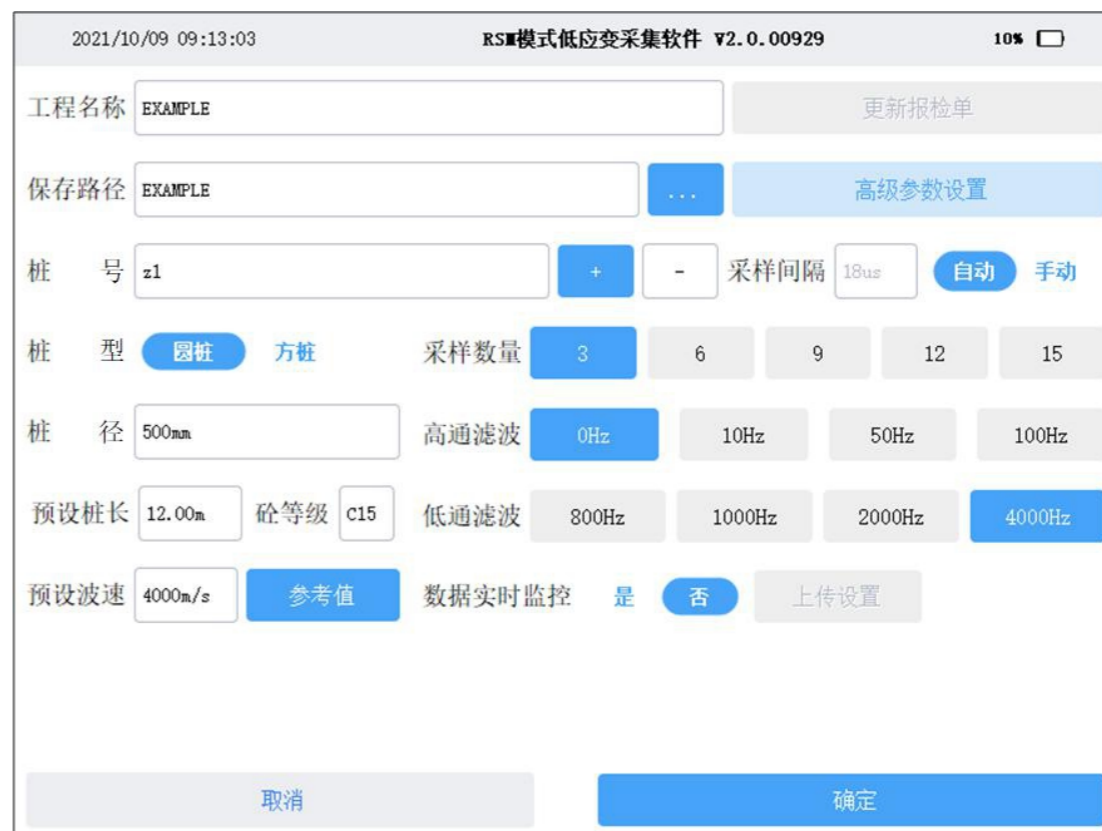 2021/10/09 09:13:03 RSM模式低应变采集软件 V2.0.00929 10%
工程名称 EXAMPLE 更新报检单
保存路径 EXAMPLE ... 高级参数设置
桩 号 z1 + - 采样间隔 18us 自动 手动
桩 型 圆桩 方桩 采样数量 3 6 9 12 15
桩 径 500mm 高通滤波 0Hz 10Hz 50Hz 100Hz
预设桩长 12.00m 砼等级 C15 低通滤波 800Hz 1000Hz 2000Hz 4000Hz
预设波速 4000m/s 参考值 数据实时监控 是 否 上传设置
取消 确定